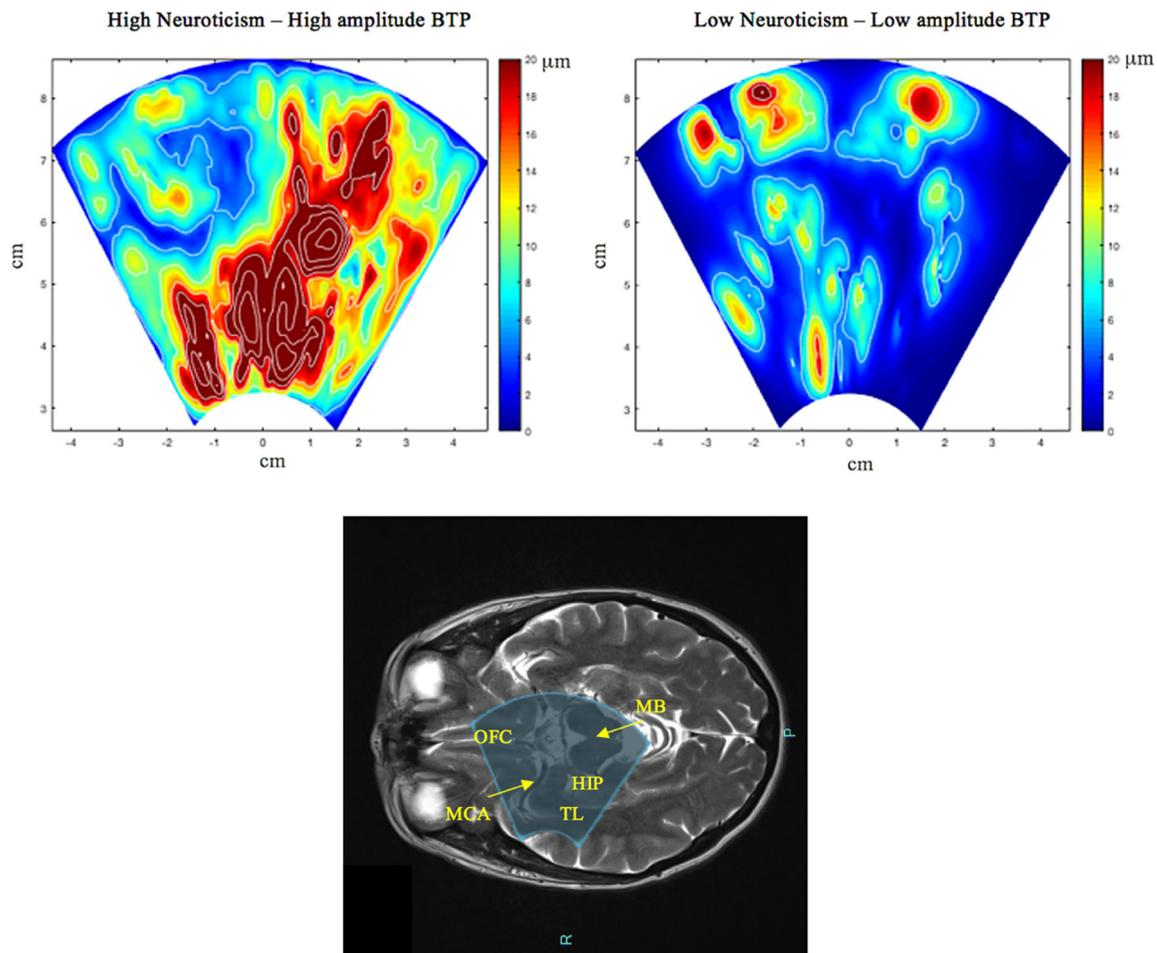 High Neuroticism – High amplitude BTP
Low Neuroticism – Low amplitude BTP
20 μm
18
16
14
12
10
8
6
4
2
0
8
7
6
5
4
3
cm
-4 -3 -2 -1 0 1 2 3 4
cm
20 μm
18
16
14
12
10
8
6
4
2
0
8
7
6
5
4
3
cm
-4 -3 -2 -1 0 1 2 3 4
cm
MB
OFC
P
HIP
MCA
TL
R